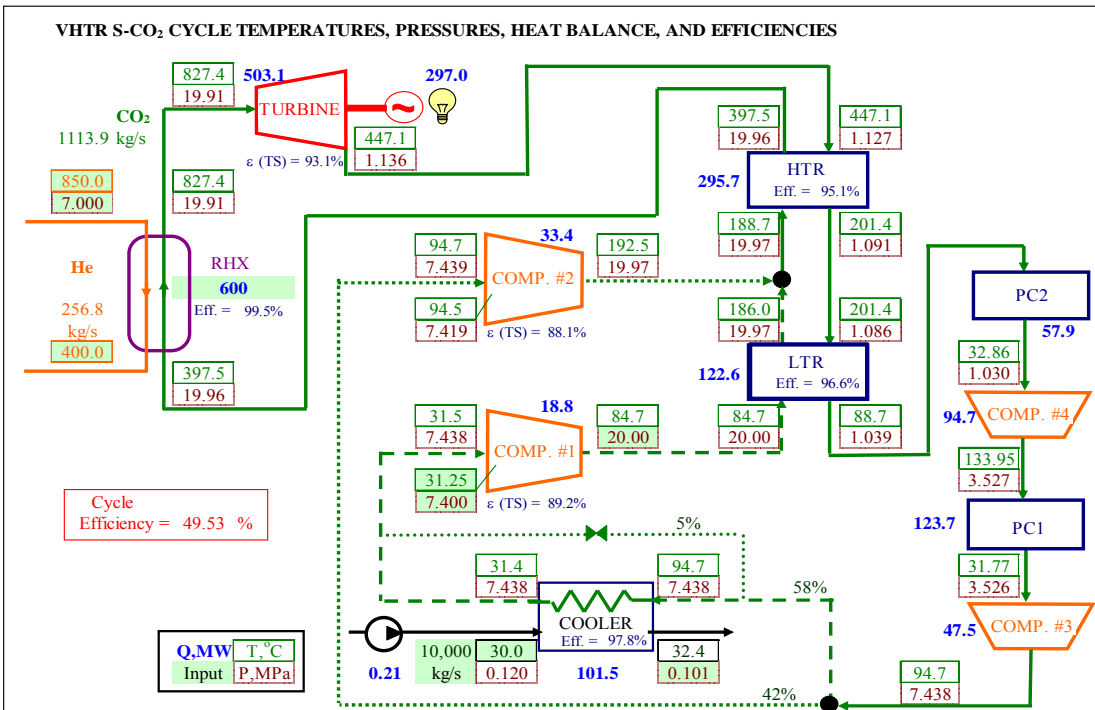 VHTR S-CO₂ CYCLE TEMPERATURES, PRESSURES, HEAT BALANCE, AND EFFICIENCIES
827.4
19.91
503.1
TURBINE
~
297.0
CO₂
1113.9 kg/s
ε (TS) = 93.1%
447.1
1.136
397.5
19.96
447.1
1.127
HTR
Eff. = 95.1%
295.7
850.0
7.000
827.4
19.91
He
256.8
kg/s
400.0
RHX
600
Eff. = 99.5%
397.5
19.96
94.7
7.439
33.4
COMP. #2
192.5
19.97
94.5
7.419
ε (TS) = 88.1%
188.7
19.97
201.4
1.091
186.0
19.97
201.4
1.086
LTR
Eff. = 96.6%
122.6
PC2
57.9
32.86
1.030
COMP. #4
94.7
31.5
7.438
18.8
COMP. #1
84.7
20.00
84.7
20.00
88.7
1.039
31.25
7.400
ε (TS) = 89.2%
133.95
3.527
PC1
123.7
31.77
3.526
COMP. #3
47.5
Cycle
Efficiency = 49.53 %
5%
31.4
7.438
94.7
7.438
58%
COOLER
Eff. = 97.8%
Q,MW T,°C
Input P,MPa
0.21
10,000
kg/s
30.0
0.120
101.5
32.4
0.101
42%
94.7
7.438